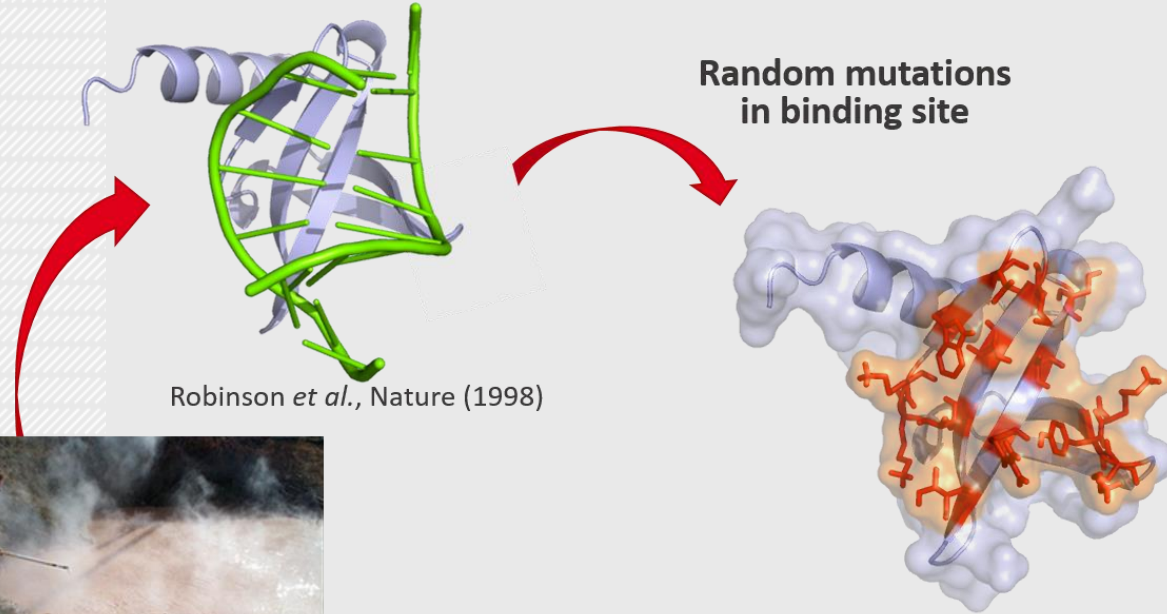 Random mutations
in binding site
Robinson et al., Nature (1998)